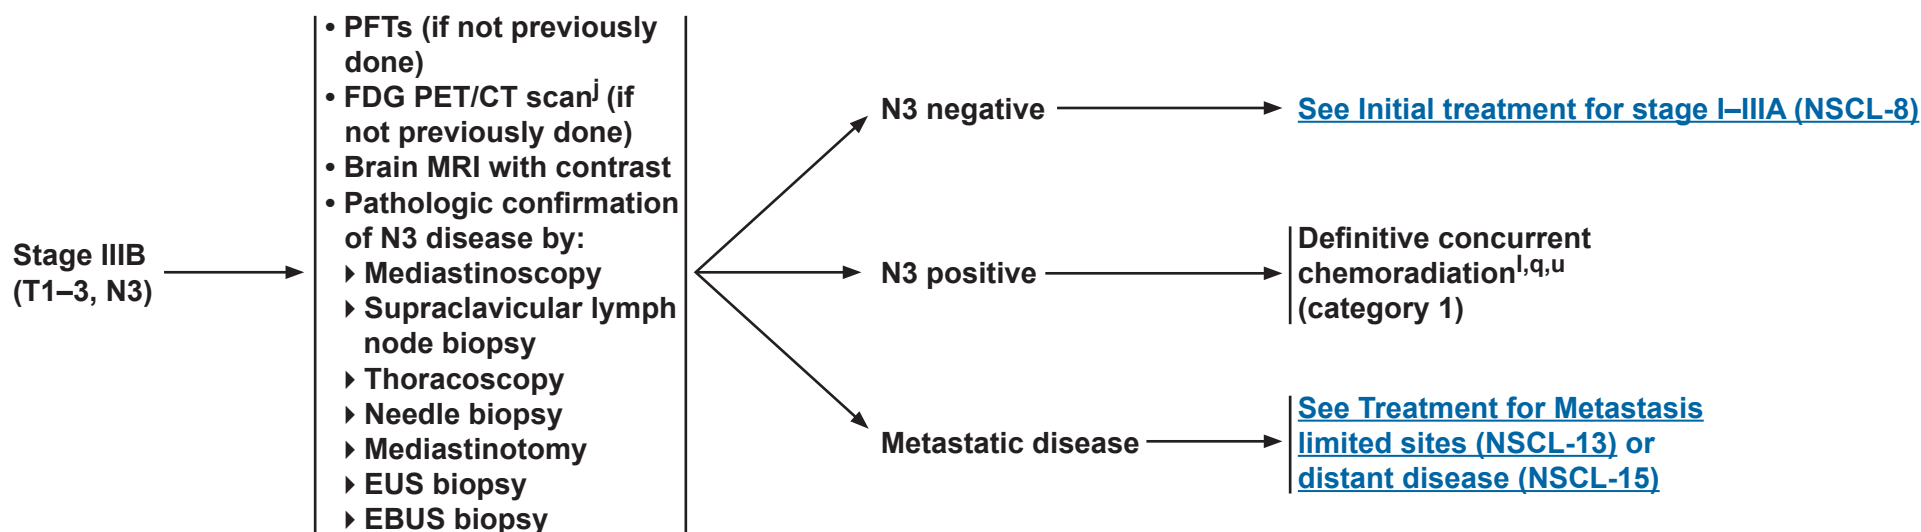 Stage IIIB
(T1–3, N3)
• PFTs (if not previously
done)
• FDG PET/CT scanj (if
not previously done)
• Brain MRI with contrast
• Pathologic confirmation
of N3 disease by:
▸ Mediastinoscopy
▸ Supraclavicular lymph
node biopsy
▸ Thoracoscopy
▸ Needle biopsy
▸ Mediastinotomy
▸ EUS biopsy
▸ EBUS biopsy
N3 negative
See Initial treatment for stage I–IIIA (NSCL-8)
N3 positive
Definitive concurrent
chemoradiationl,q,u
(category 1)
Metastatic disease
See Treatment for Metastasis
limited sites (NSCL-13) or
distant disease (NSCL-15)